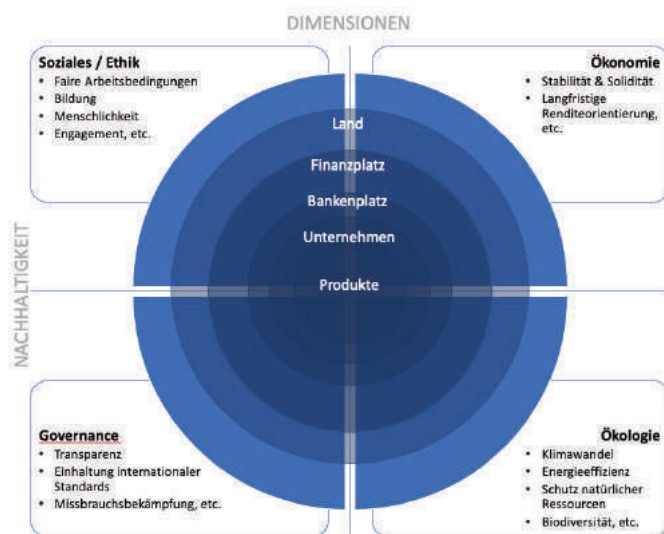 DIMENSIONEN
NACHHALTIGKEIT
Soziales / Ethik
• Faire Arbeitsbedingungen
• Bildung
• Menschlichkeit
• Engagement, etc.
Ökonomie
• Stabilität & Solidität
• Langfristige
Renditeorientierung,
etc.
Land
Finanzplatz
Bankenplatz
Unternehmen
Produkte
Governance
• Transparenz
• Einhaltung internationaler
Standards
• Missbrauchsbekämpfung, etc.
Ökologie
• Klimawandel
• Energieeffizienz
• Schutz natürlicher
Ressourcen
• Biodiversität, etc.